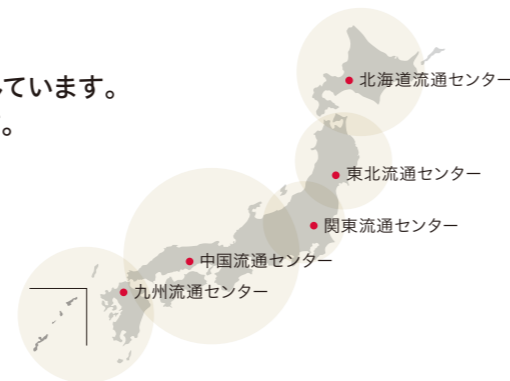 ています。
。
北海道流通センター
東北流通センター
関東流通センター
中国流通センター
九州流通センター